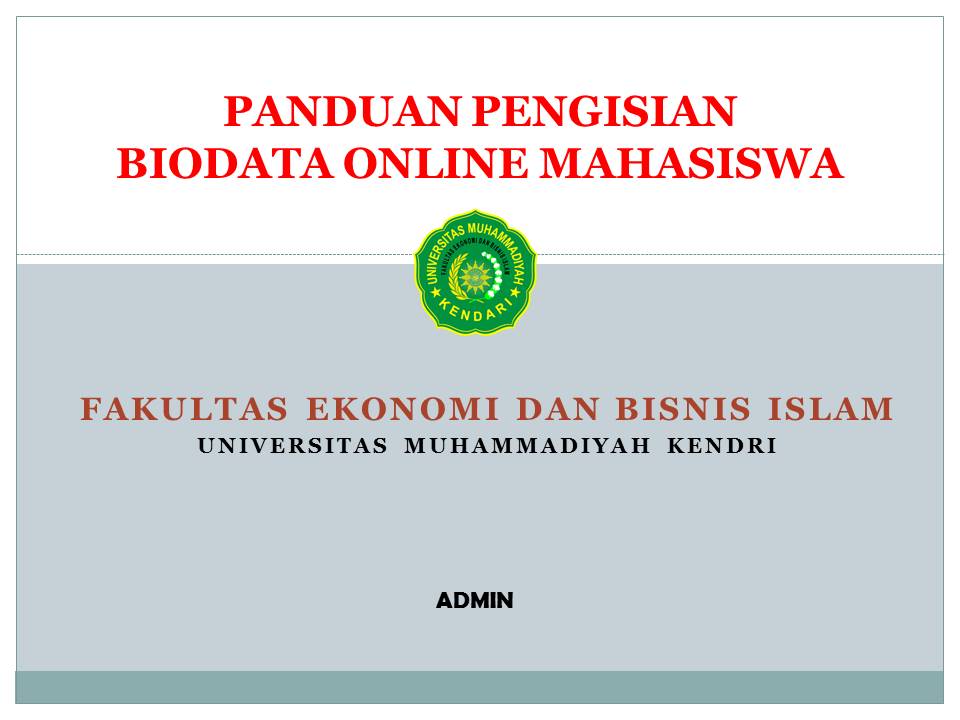 PANDUAN PENGISIAN
BIODATA ONLINE MAHASISWA
UNIVERSITAS MUHAMMADIYAH
FAKULTAS EKONOMI DAN BISNIS ISLAM
KENDARI
FAKULTAS EKONOMI DAN BISNIS ISLAM
UNIVERSITAS MUHAMMADIYAH KENDRI
ADMIN